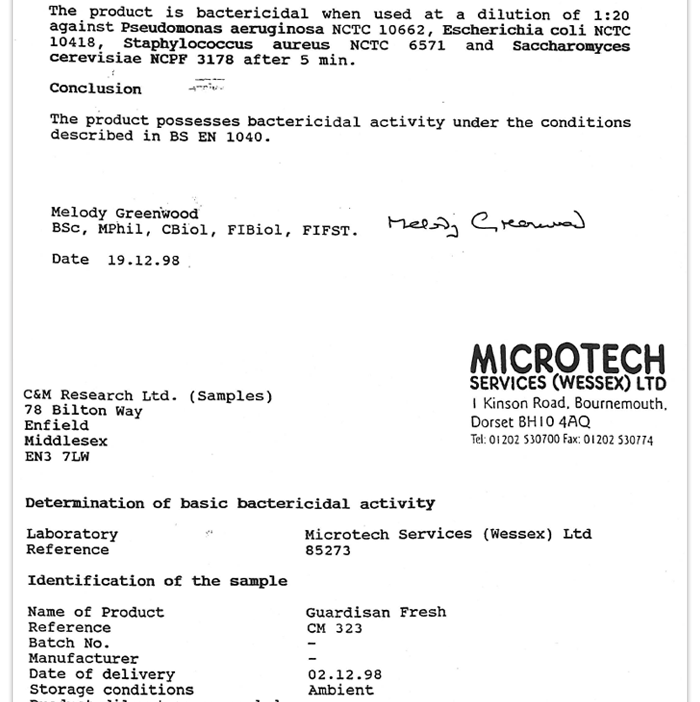 The product is bactericidal when used at a dilution of 1:20
against Pseudomonas aeruginosa NCTC 10662, Escherichia coli NCTC
10418, Staphylococcus aureus NCTC 6571 and Saccharomyces
cerevisiae NCPF 3178 after 5 min.
Conclusion
The product possesses bactericidal activity under the conditions
described in BS EN 1040.
Melody Greenwood
BSc, MPhil, CBiol, FIBiol, FIFST.
Melody Greenwood
Date 19.12.98
MICROTECH
SERVICES (WESSEX) LTD
1 Kinson Road, Bournemouth,
Dorset BH10 4AQ
Tel: 01202 530700 Fax: 01202 530774
C&M Research Ltd. (Samples)
78 Bilton Way
Enfield
Middlesex
EN3 7LW
Determination of basic bactericidal activity
Laboratory Microtech Services (Wessex) Ltd
Reference 85273
Identification of the sample
Name of Product Guardisan Fresh
Reference CM 323
Batch No. –
Manufacturer –
Date of delivery 02.12.98
Storage conditions Ambient